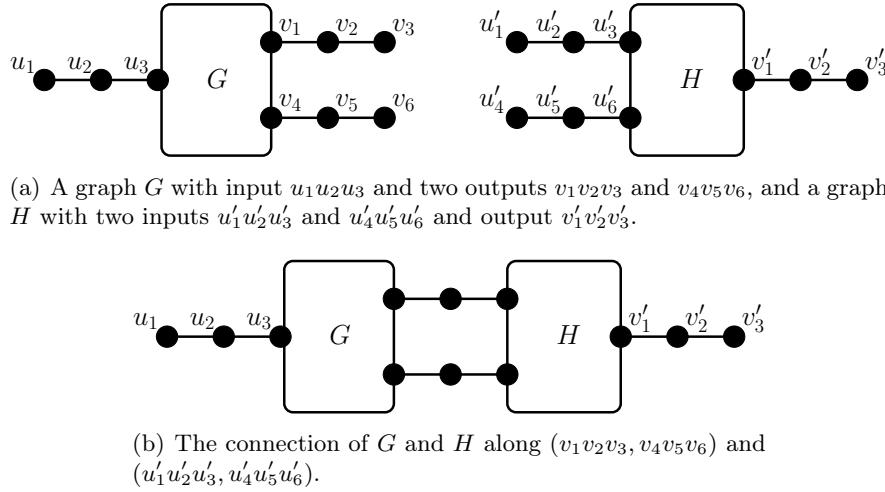 u₁ u₂ u₃ G v₁ v₂ v₃ v₄ v₅ v₆
u′₁ u′₂ u′₃ u′₄ u′₅ u′₆ H v′₁ v′₂ v′₃
(a) A graph G with input u₁u₂u₃ and two outputs v₁v₂v₃ and v₄v₅v₆, and a graph
H with two inputs u′₁u′₂u′₃ and u′₄u′₅u′₆ and output v′₁v′₂v′₃.
u₁ u₂ u₃ G H v′₁ v′₂ v′₃
(b) The connection of G and H along (v₁v₂v₃, v₄v₅v₆) and
(u′₁u′₂u′₃, u′₄u′₅u′₆).